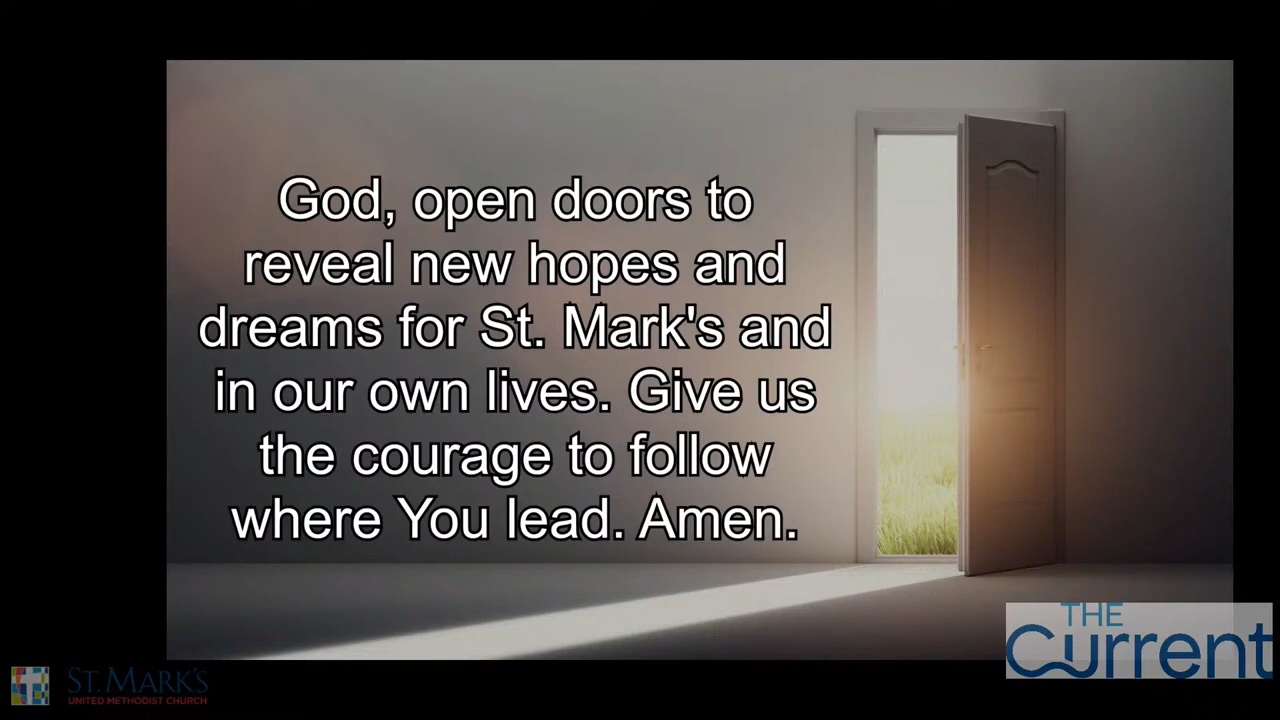 God, open doors to
reveal new hopes and
dreams for St. Mark's and
in our own lives. Give us
the courage to follow
where You lead. Amen.
THE
Current
ST. MARK'S
UNITED METHODIST CHURCH